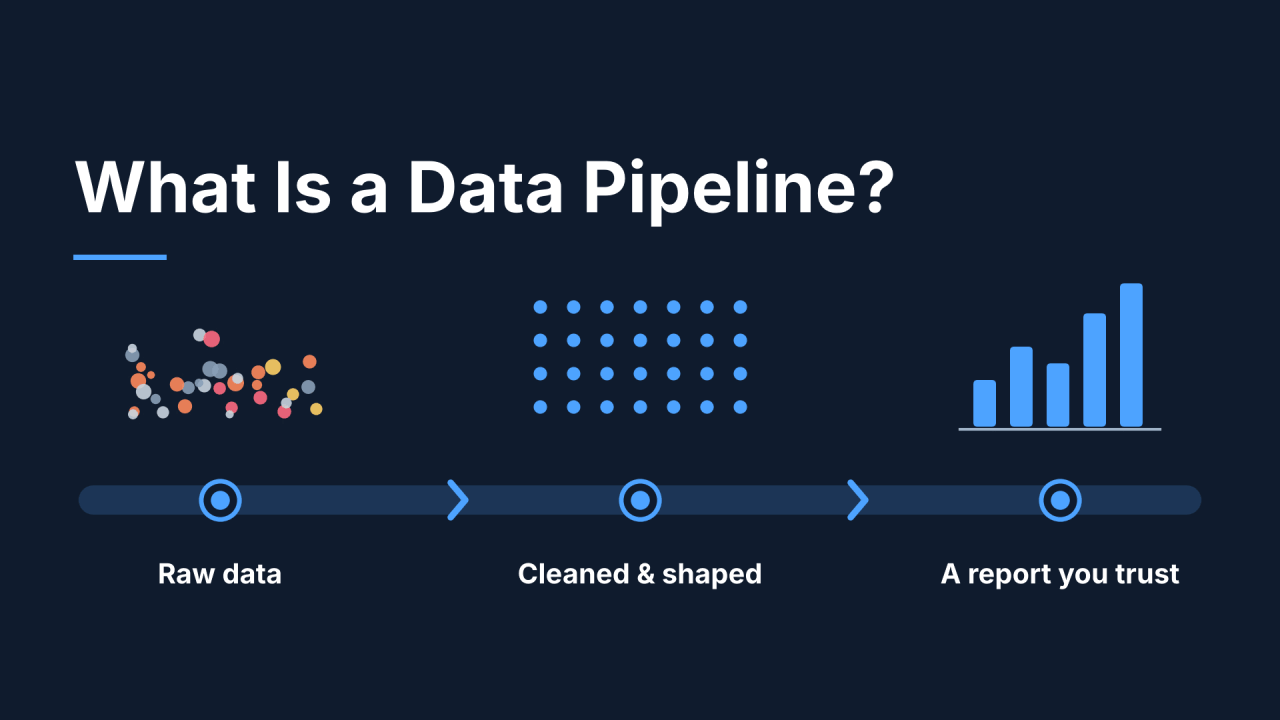 What Is a Data Pipeline?
Raw data
Cleaned & shaped
A report you trust